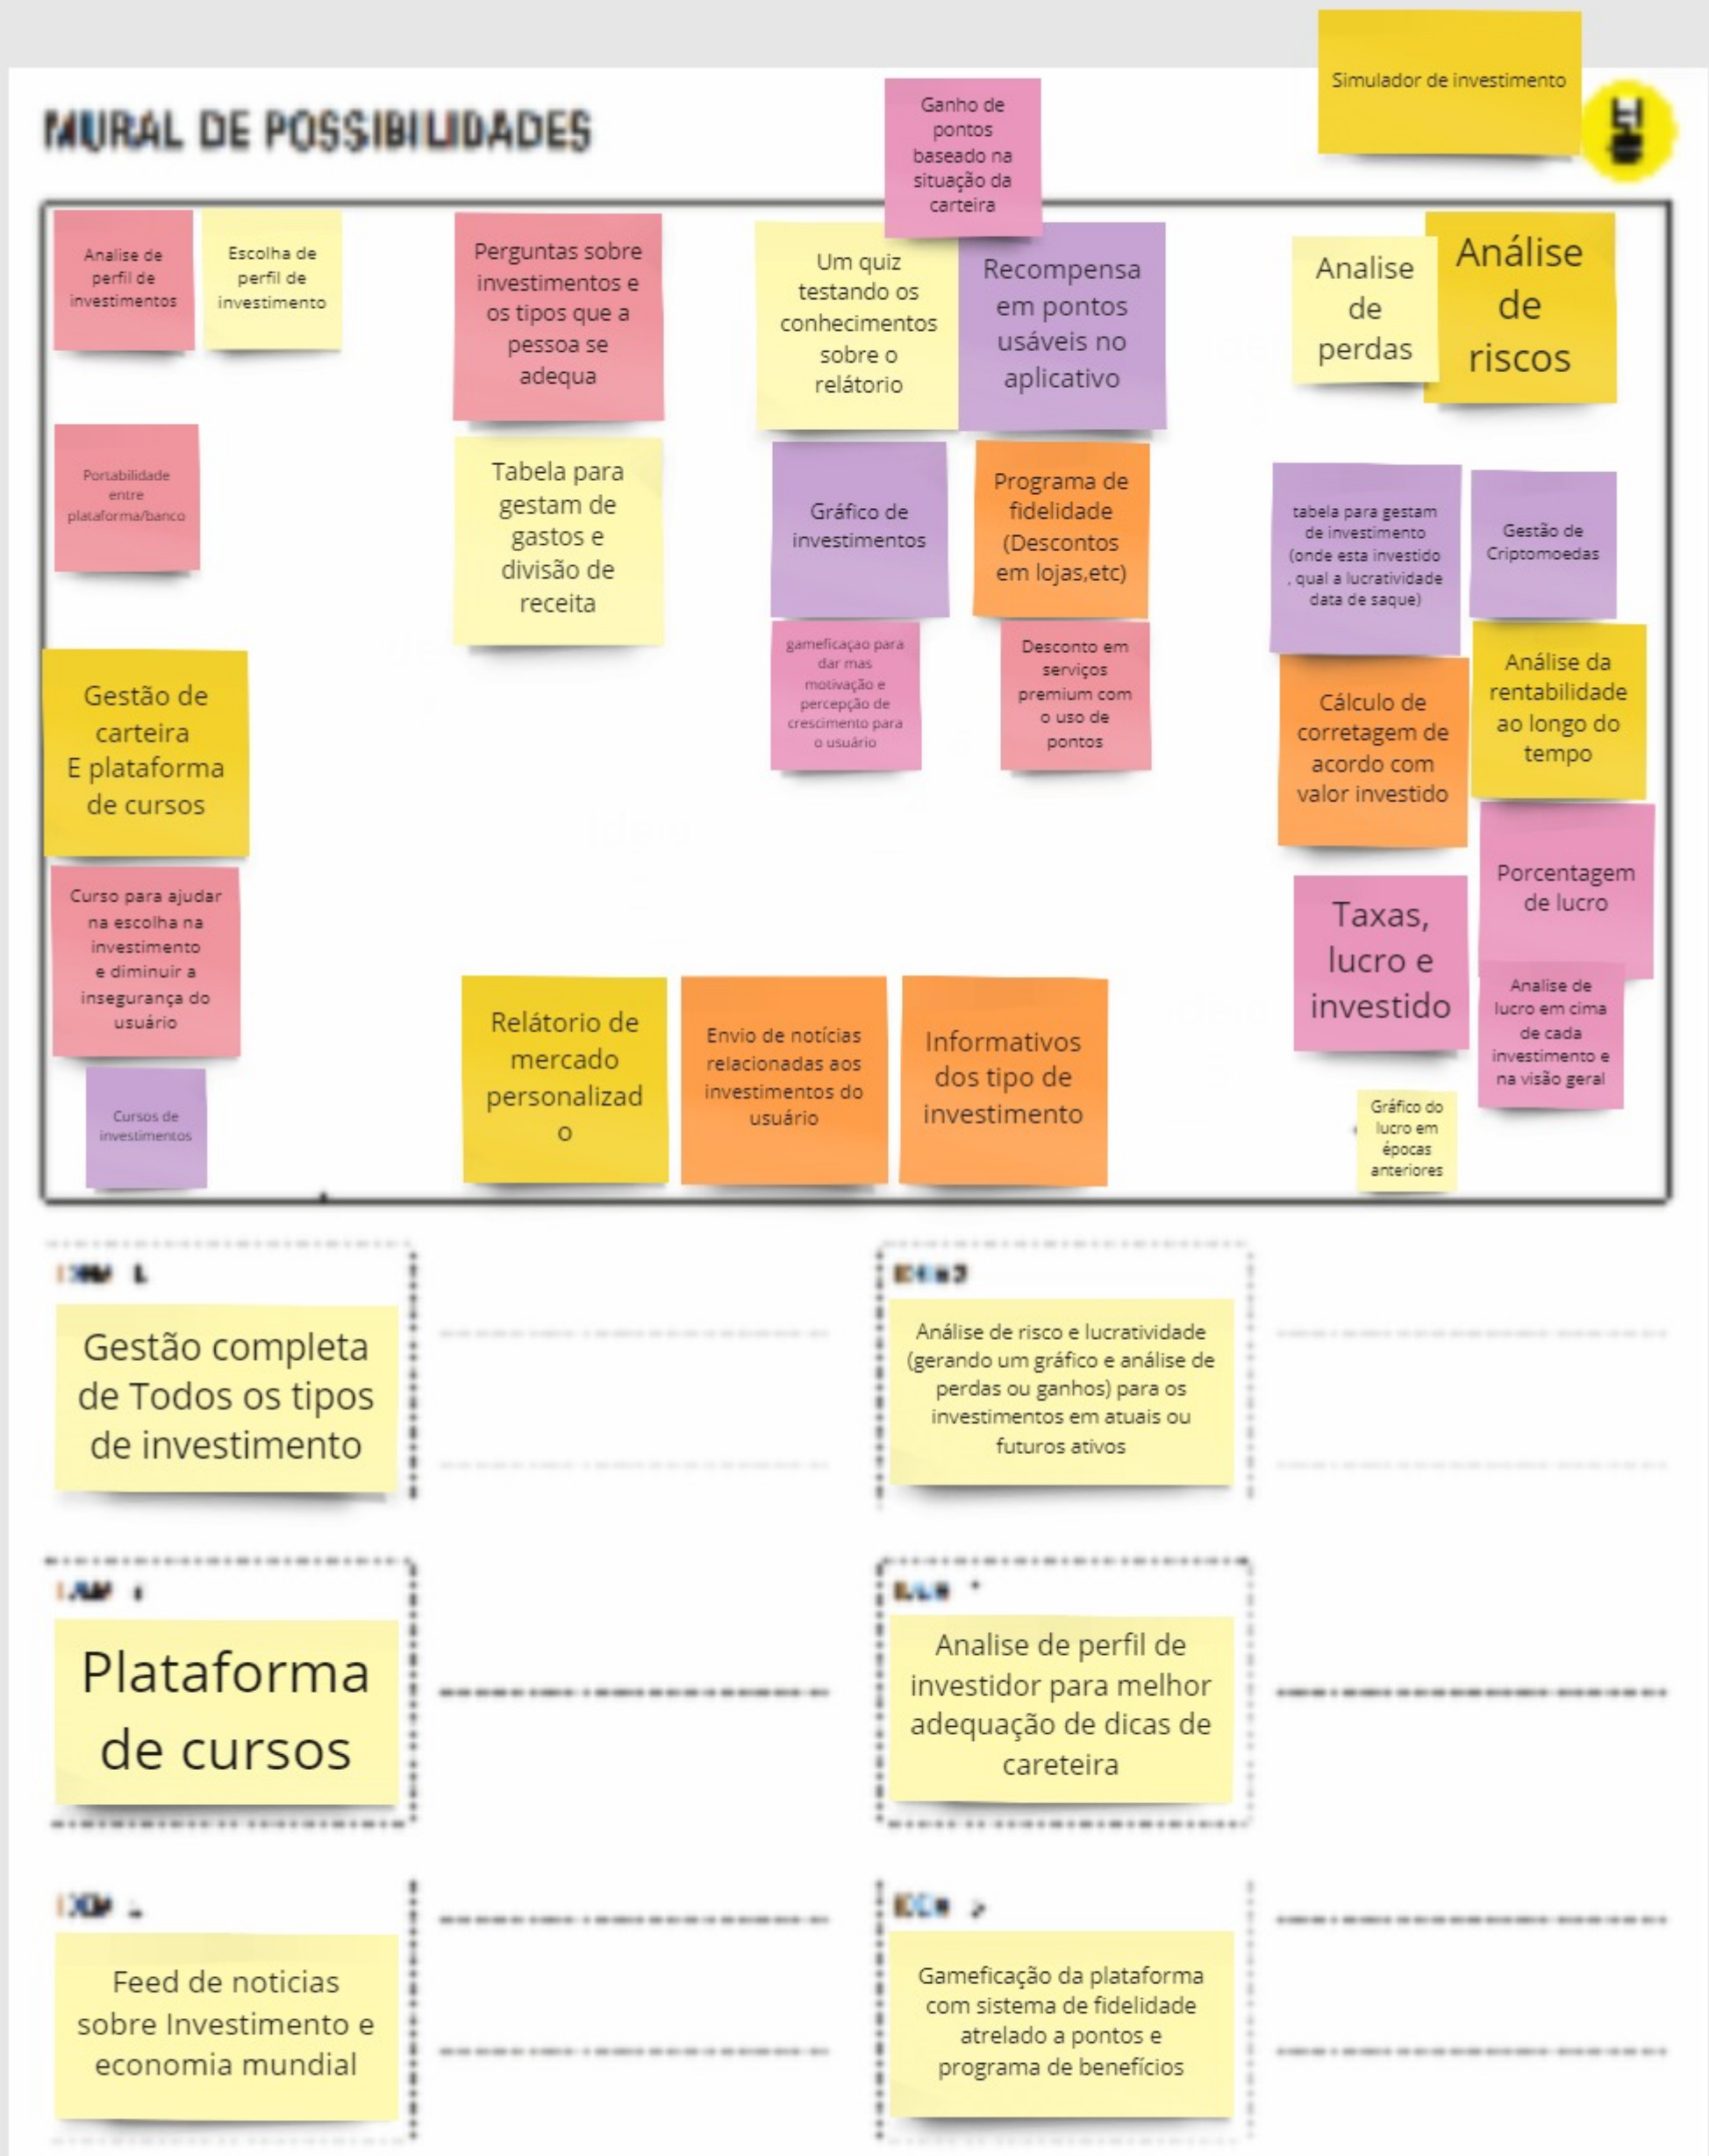 Simulador de investimento
MURAL DE POSSIBILIDADES
Ganho de
pontos
baseado na
situação da
carteira
Analise de
perfil de
investimentos
Escolha de
perfil de
investimento
Perguntas sobre
investimentos e
os tipos que a
pessoa se
adequa
Um quiz
testando os
conhecimentos
sobre o
relátorio
Recompensa
em pontos
usáveis no
aplicativo
Analise
de
perdas
Análise
de
riscos
Portabilidade
entre
plataforma/banco
Tabela para
gestam de
gastos e
divisão de
receita
Gráfico de
investimentos
Programa de
fidelidade
(Descontos
em lojas,etc)
tabela para gestam
de investimento
(onde esta investido
, qual a lucratividade
data de saque)
Gestão de
Criptomoedas
gameficaçao para
dar mas
motivação e
percepção de
crescimento para
o usuário
Desconto em
serviços
premium com
o uso de
pontos
Gestão de
carteira
E plataforma
de cursos
Cálculo de
corretagem de
acordo com
valor investido
Análise da
rentabilidade
ao longo do
tempo
Curso para ajudar
na escolha na
investimento
e diminuir a
insegurança do
usuário
Taxas,
lucro e
investido
Porcentagem
de lucro
Analise de
lucro em cima
de cada
investimento e
na visão geral
Cursos de
investimentos
Relátorio de
mercado
personalizad
o
Envio de notícias
relacionadas aos
investimentos do
usuário
Informativos
dos tipo de
investimento
Gráfico do
lucro em
épocas
anteriores
Gestão completa
de Todos os tipos
de investimento
Análise de risco e lucratividade
(gerando um gráfico e análise de
perdas ou ganhos) para os
investimentos em atuais ou
futuros ativos
Plataforma
de cursos
Analise de perfil de
investidor para melhor
adequação de dicas de
careteira
Feed de noticias
sobre Investimento e
economia mundial
Gameficação da plataforma
com sistema de fidelidade
atrelado a pontos e
programa de benefícios